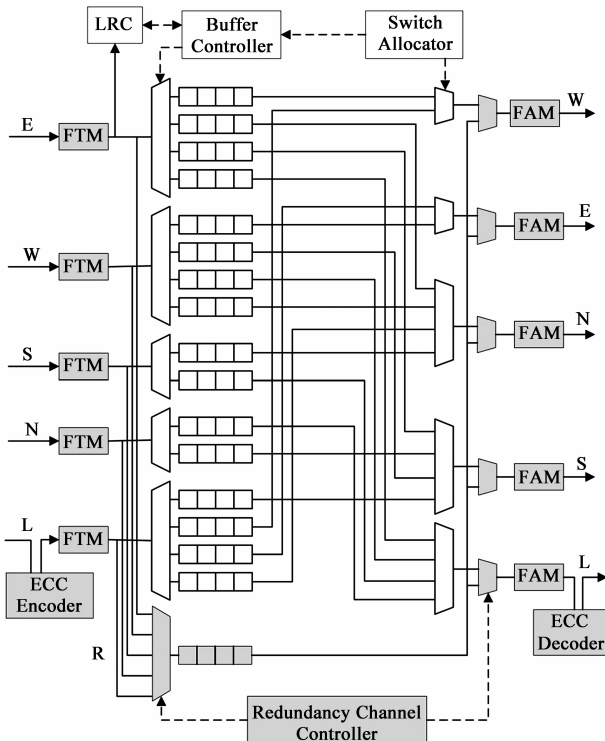 LRC
Buffer
Controller
Switch
Allocator
E
FTM
FAM
W
W
FTM
FAM
E
S
FTM
FAM
N
N
FTM
FAM
S
L
FTM
FAM
L
ECC
Encoder
ECC
Decoder
R
Redundancy Channel
Controller